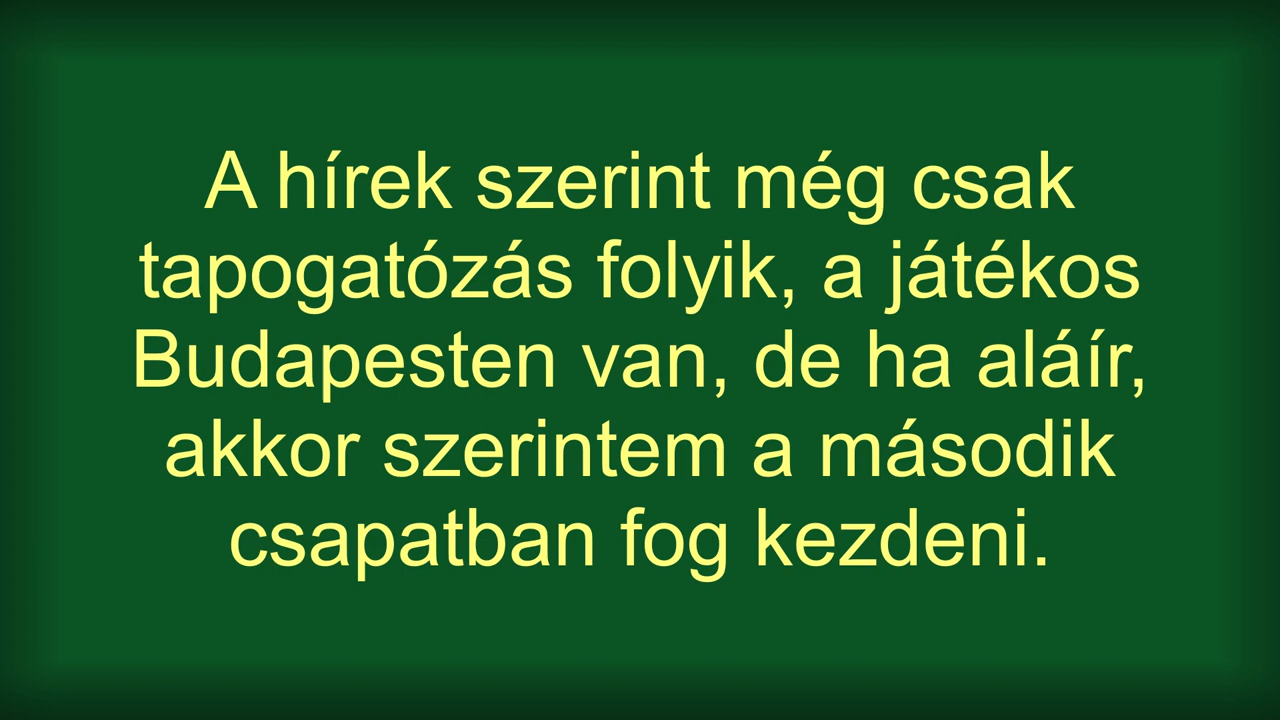 A hírek szerint még csak
tapogatózás folyik, a játékos
Budapesten van, de ha aláír,
akkor szerintem a második
csapatban fog kezdeni.